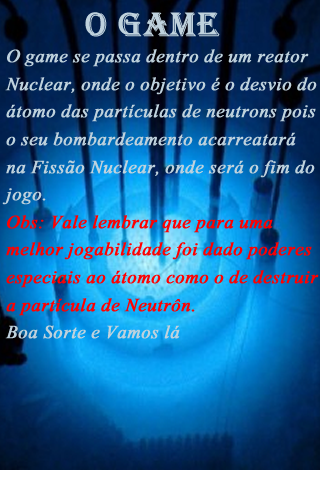 O GAME
O game se passa dentro de um reator
Nuclear, onde o objetivo é o desvio do
átomo das partículas de neutrons pois
o seu bombardeamento acarreatará
na Fissão Nuclear, onde será o fim do
jogo.
Obs: Vale lembrar que para uma
melhor jogabilidade foi dado poderes
especiais ao átomo como o de destruir
a partícula de Neutrôn.
Boa Sorte e Vamos lá